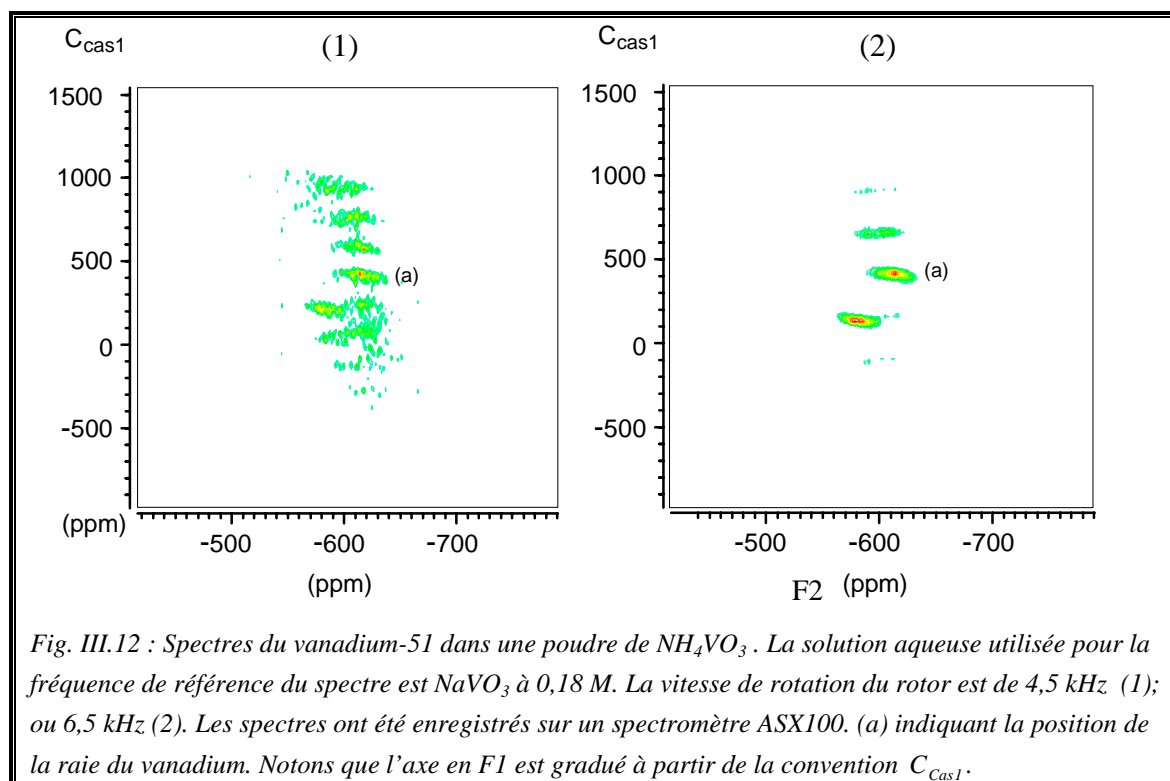 C_cas1 (1) C_cas1 (2)
1500 1500
1000 1000
500 (a) 500 (a)
0 0
-500 -500
(ppm) -500 -600 -700 -500 -600 -700
(ppm) F2 (ppm)
Fig. III.12 : Spectres du vanadium-51 dans une poudre de NH₄VO₃ . La solution aqueuse utilisée pour la
fréquence de référence du spectre est NaVO₃ à 0,18 M. La vitesse de rotation du rotor est de 4,5 kHz (1);
ou 6,5 kHz (2). Les spectres ont été enregistrés sur un spectromètre ASX100. (a) indiquant la position de
la raie du vanadium. Notons que l'axe en F1 est gradué à partir de la convention C_Cas1.